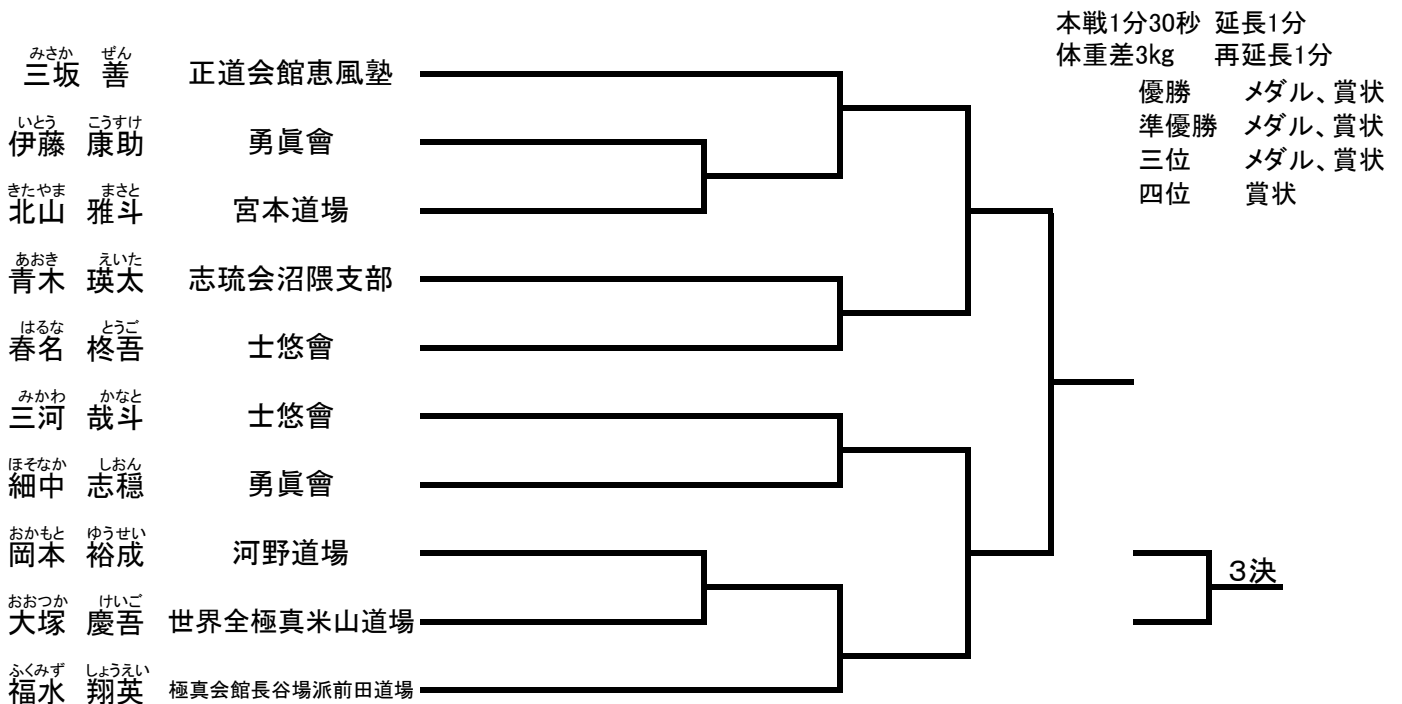 本戦1分30秒 延長1分
体重差3kg 再延長1分
優勝 メダル、賞状
準優勝 メダル、賞状
三位 メダル、賞状
四位 賞状
みさか ぜん
三坂 善 正道会館恵風塾
いとう こうすけ
伊藤 康助 勇眞會
きたやま まさと
北山 雅斗 宮本道場
あおき えいた
青木 瑛太 志琉会沼隈支部
はるな とうご
春名 柊吾 士悠會
みかわ かなと
三河 哉斗 士悠會
ほそなか しおん
細中 志穏 勇眞會
おかもと ゆうせい
岡本 裕成 河野道場
3決
おおつか けいご
大塚 慶吾 世界全極真米山道場
ふくみず しょうえい
福水 翔英 極真会館長谷場派前田道場